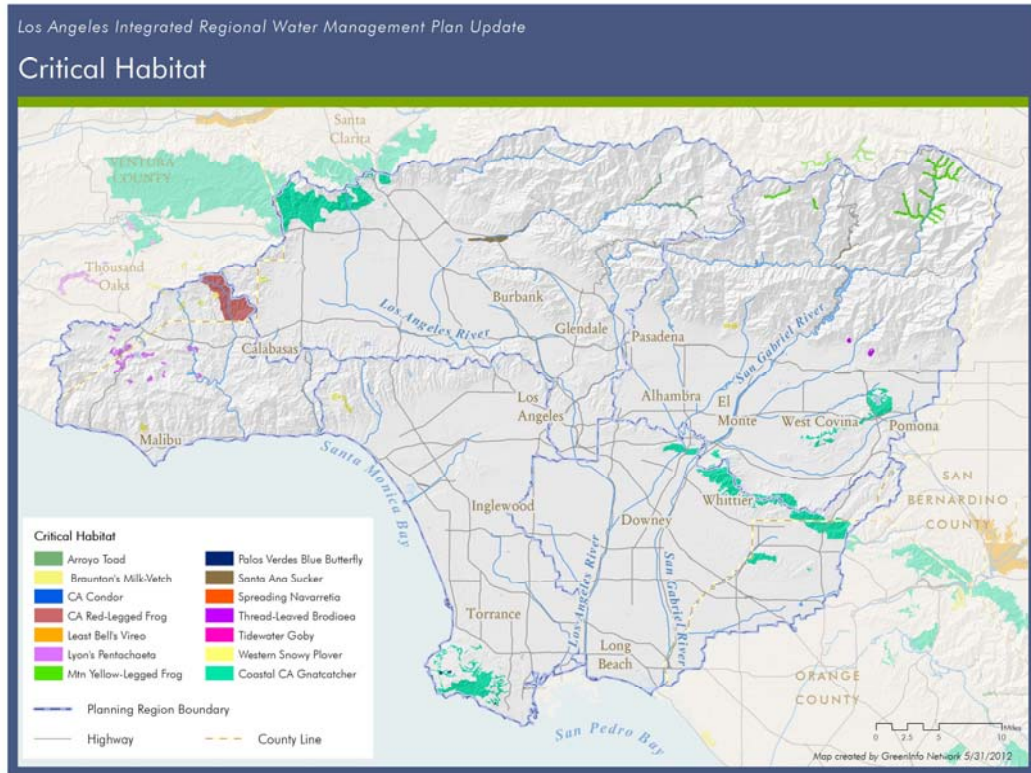 Los Angeles Integrated Regional Water Management Plan Update
Critical Habitat
Santa
Clarita
VENTURA
COUNTY
Thousand
Oaks
Burbank
Los Angeles River
Glendale
Pasadena
San Gabriel River
Calabasas
Los
Angeles
Alhambra
El
Monte
West Covina
Pomona
Malibu
Santa Monica Bay
SAN
BERNARDINO
COUNTY
Whittier
Inglewood
Downey
Los Angeles River
San Gabriel River
Torrance
Long
Beach
ORANGE
COUNTY
San Pedro Bay
Critical Habitat
Arroyo Toad
Braunton's Milk-Vetch
CA Condor
CA Red-Legged Frog
Least Bell's Vireo
Lyon's Pentachaeta
Mtn Yellow-Legged Frog
Palos Verdes Blue Butterfly
Santa Ana Sucker
Spreading Navarretia
Thread-Leaved Brodiaea
Tidewater Goby
Western Snowy Plover
Coastal CA Gnatcatcher
Planning Region Boundary
Highway
County Line
Miles
0 2.5 5 10
Map created by GreenInfo Network 5/31/2012